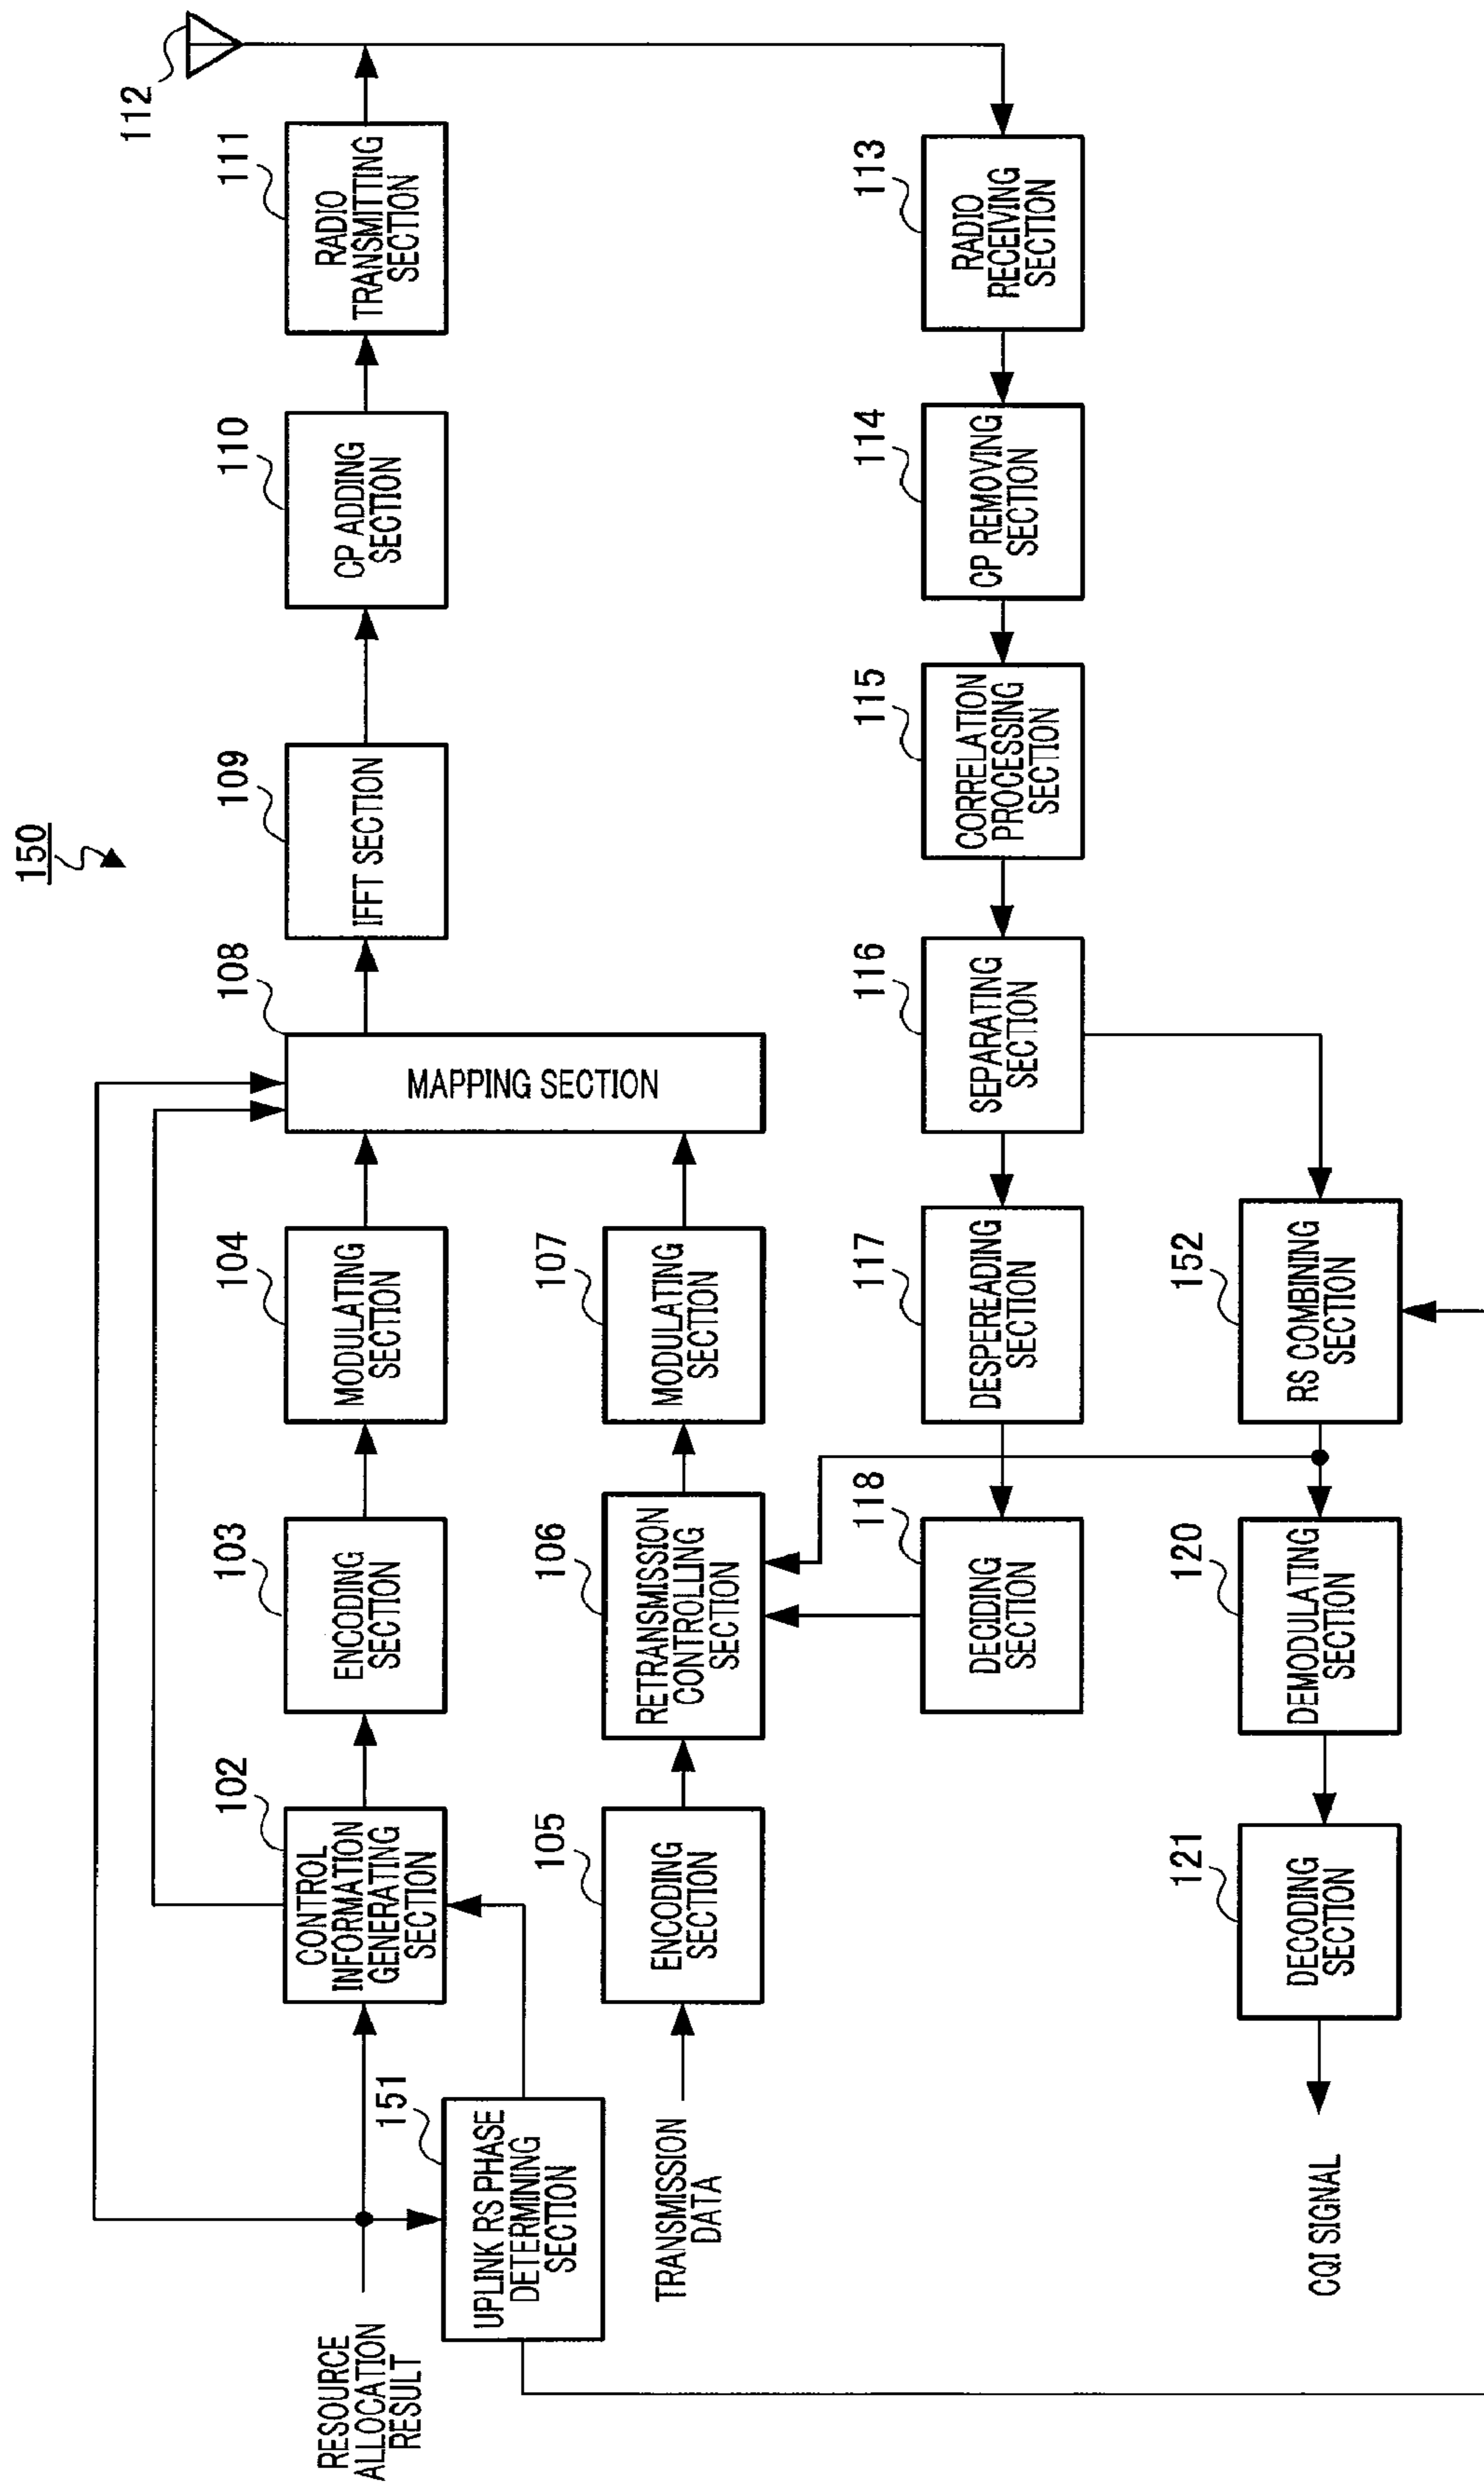 150
RESOURCE
ALLOCATION
RESULT
151
UPLINK RS PHASE
DETERMINING
SECTION
102
CONTROL
INFORMATION
GENERATING
SECTION
103
ENCODING
SECTION
104
MODULATING
SECTION
108
MAPPING SECTION
109
IFFT SECTION
110
CP ADDING
SECTION
111
RADIO
TRANSMITTING
SECTION
112
TRANSMISSION
DATA
105
ENCODING
SECTION
106
RETRANSMISSION
CONTROLLING
SECTION
107
MODULATING
SECTION
118
DECIDING
SECTION
117
DESPEREADING
SECTION
116
SEPARATING
SECTION
115
CORRELATION
PROCESSING
SECTION
114
CP REMOVING
SECTION
113
RADIO
RECEIVING
SECTION
CQI SIGNAL
121
DECODING
SECTION
120
DEMODULATING
SECTION
152
RS COMBINING
SECTION